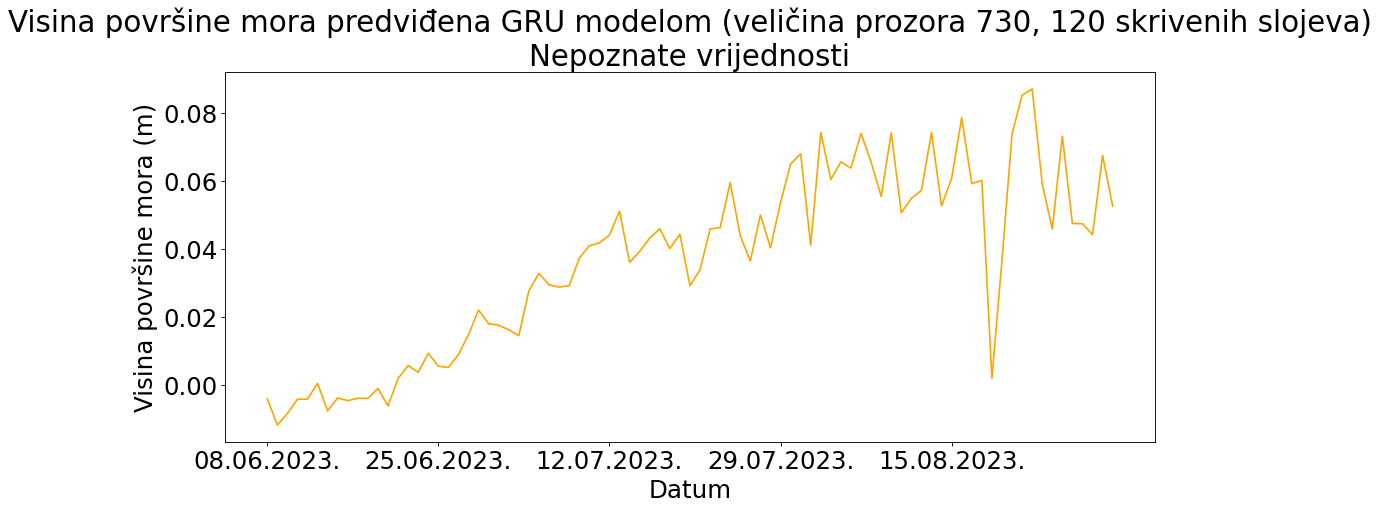 Visina površine mora predviđena GRU modelom (veličina prozora 730, 120 skrivenih slojeva)
Nepoznate vrijednosti
Visina površine mora (m)
0.08
0.06
0.04
0.02
0.00
08.06.2023. 25.06.2023. 12.07.2023. 29.07.2023. 15.08.2023.
Datum